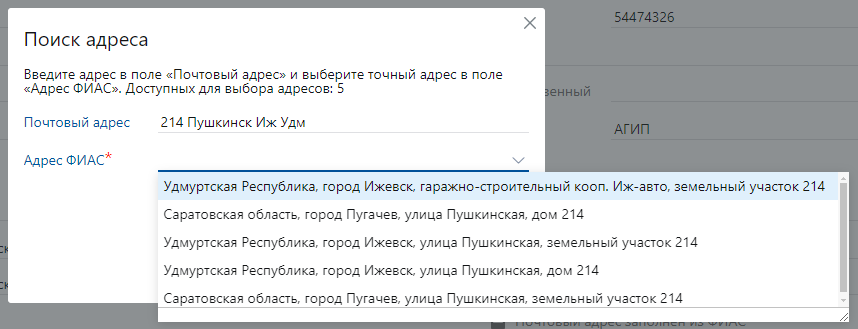 54474326
Поиск адреса
Введите адрес в поле «Почтовый адрес» и выберите точный адрес в поле
«Адрес ФИАС». Доступных для выбора адресов: 5
венный
Почтовый адрес 214 Пушкинск Иж Удм
АГИП
Адрес ФИАС*
Удмуртская Республика, город Ижевск, гаражно-строительный кооп. Иж-авто, земельный участок 214
Саратовская область, город Пугачев, улица Пушкинская, дом 214
Удмуртская Республика, город Ижевск, улица Пушкинская, земельный участок 214
Удмуртская Республика, город Ижевск, улица Пушкинская, дом 214
Саратовская область, город Пугачев, улица Пушкинская, земельный участок 214
Почтовый адрес заполнен из ФИАС